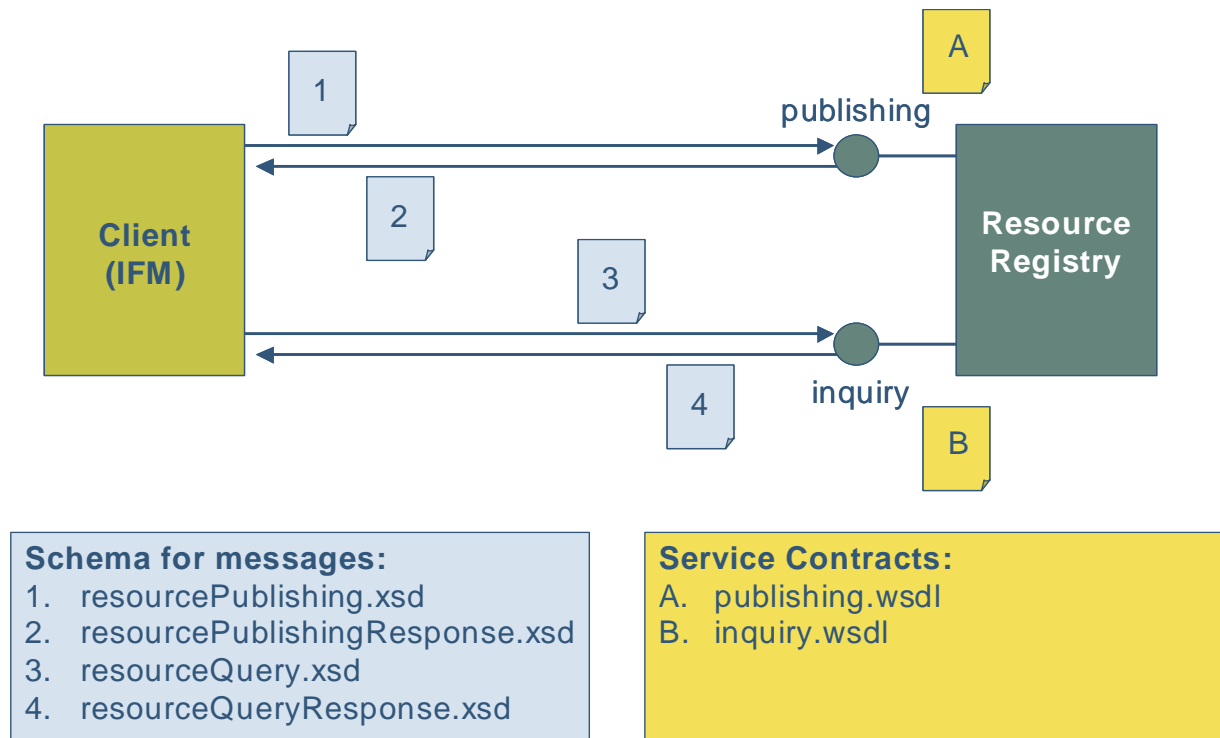 A
1
publishing
Client
(IFM)
2
Resource
Registry
3
4
inquiry
B
Schema for messages:
1. resourcePublishing.xsd
2. resourcePublishingResponse.xsd
3. resourceQuery.xsd
4. resourceQueryResponse.xsd
Service Contracts:
A. publishing.wsdl
B. inquiry.wsdl